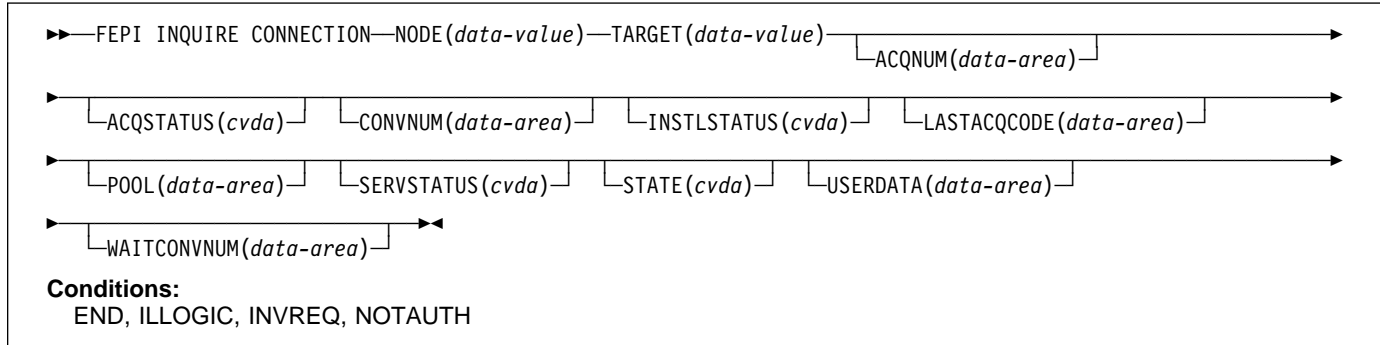 FEPI INQUIRE CONNECTION NODE(data-value) TARGET(data-value)
ACQNUM(data-area)
ACQSTATUS(cvda) CONVNUM(data-area) INSTLSTATUS(cvda) LASTACQCODE(data-area)
POOL(data-area) SERVSTATUS(cvda) STATE(cvda) USERDATA(data-area)
WAITCONVNUM(data-area)
Conditions:
END, ILLOGIC, INVREQ, NOTAUTH